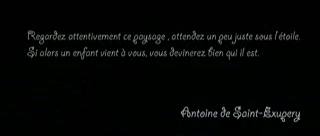 Regardez attentivement ce paysage , attendez un peu juste sous l'étoile.
Si alors un enfant vient à vous, vous devinerez bien qui il est.
Antoine de Saint-Exupery